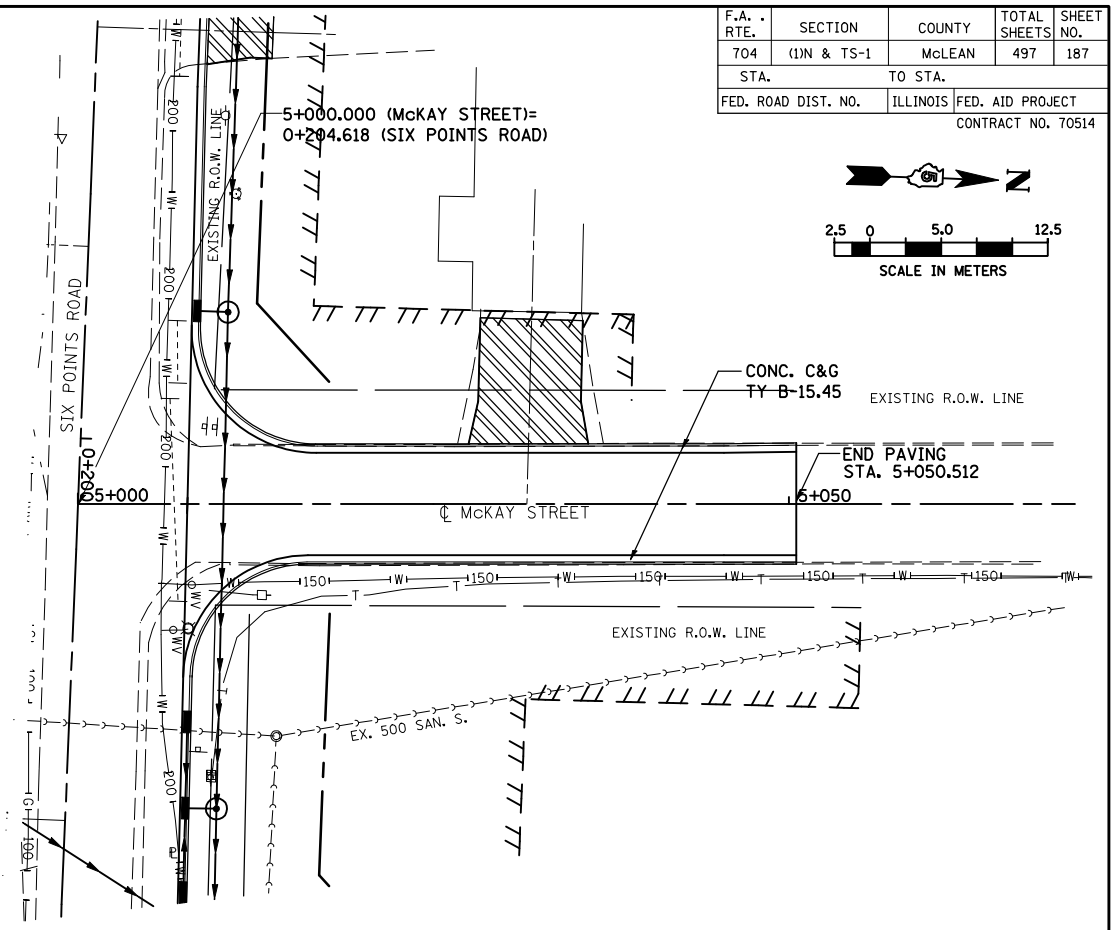 F.A. . RTE. SECTION COUNTY TOTAL SHEETS SHEET NO.
704 (1)N & TS-1 McLEAN 497 187
STA. TO STA.
FED. ROAD DIST. NO. ILLINOIS FED. AID PROJECT
CONTRACT NO. 70514
5+000.000 (McKAY STREET)=
0+204.618 (SIX POINTS ROAD)
N
2.5 0 5.0 12.5
SCALE IN METERS
EXISTING R.O.W. LINE
SIX POINTS ROAD
CONC. C&G
TY B-15.45
EXISTING R.O.W. LINE
END PAVING
STA. 5+050.512
0+200
5+000
5+050
℄ McKAY STREET
W 150 W 150 W 150 W 150 W 150 W
T T T T T T
EXISTING R.O.W. LINE
EX. 500 SAN. S.
W 200 W 200 W 200 W W 200 W
WV
WV
G 100
100